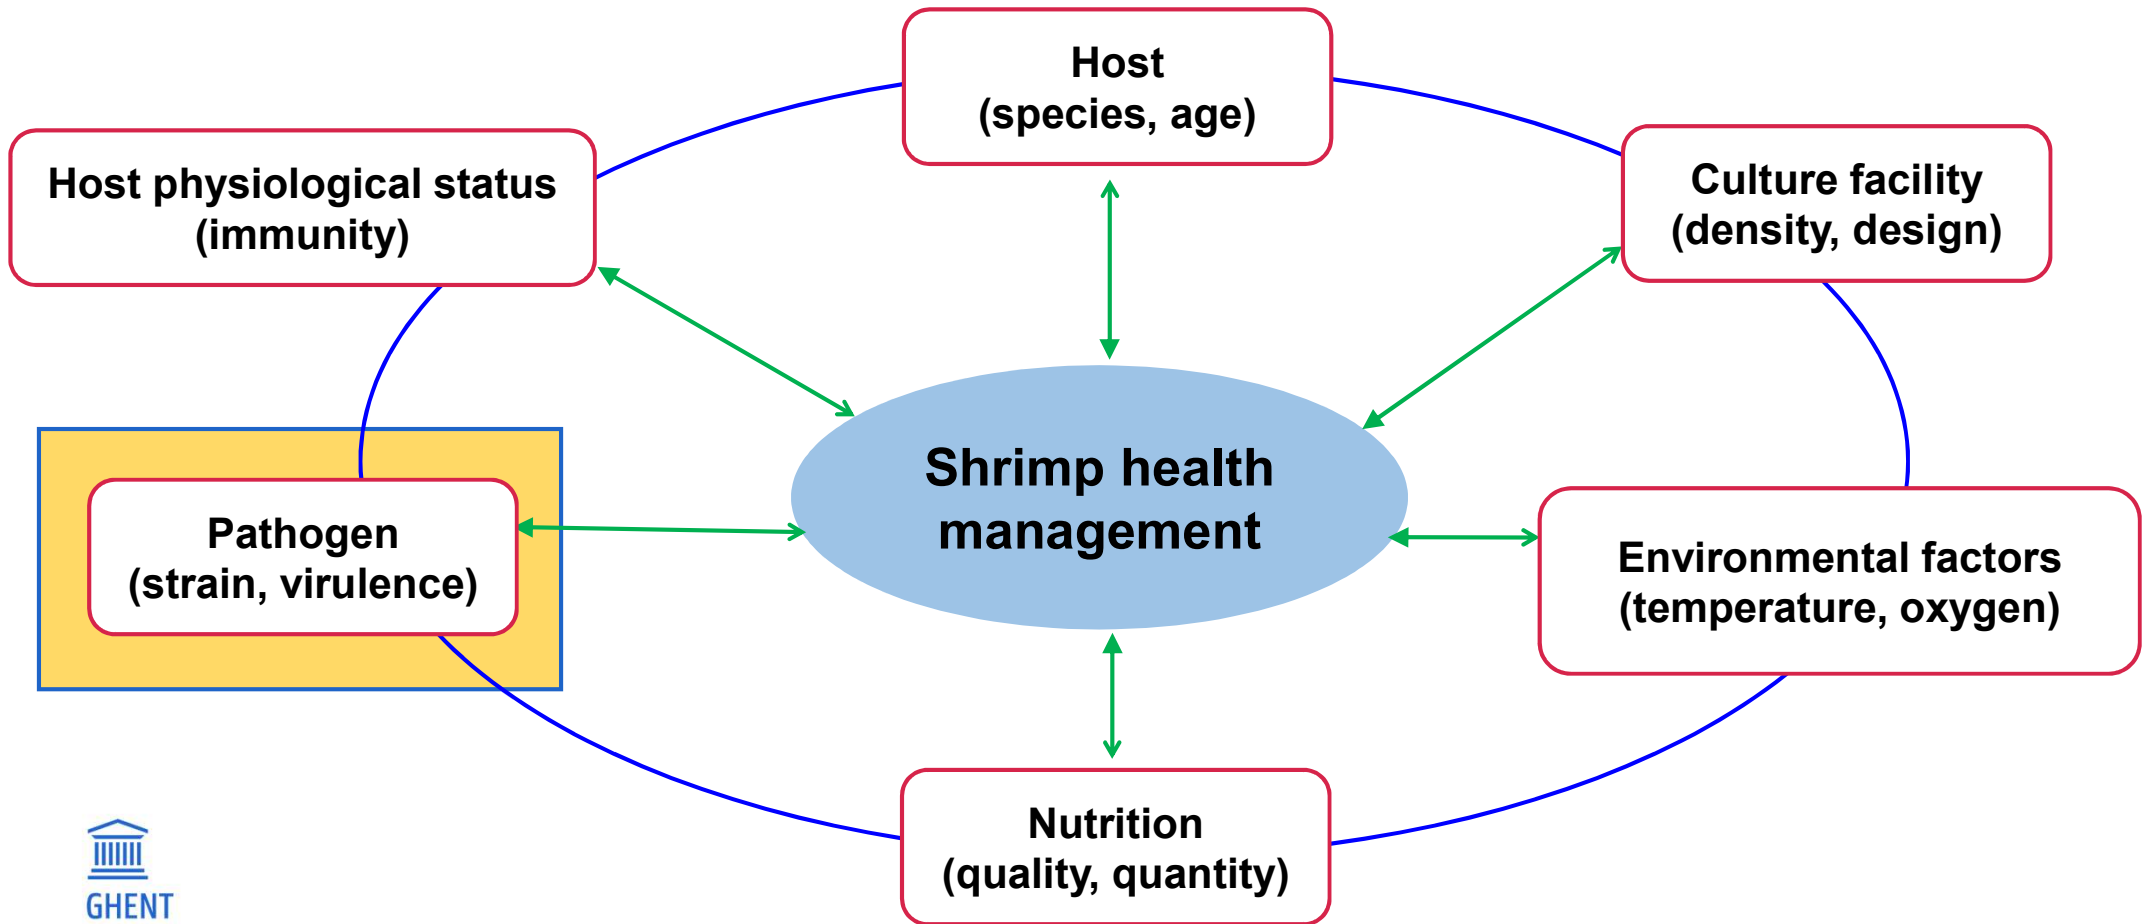 Host
(species, age)
Host physiological status
(immunity)
Culture facility
(density, design)
Shrimp health
management
Pathogen
(strain, virulence)
Environmental factors
(temperature, oxygen)
Nutrition
(quality, quantity)
GHENT